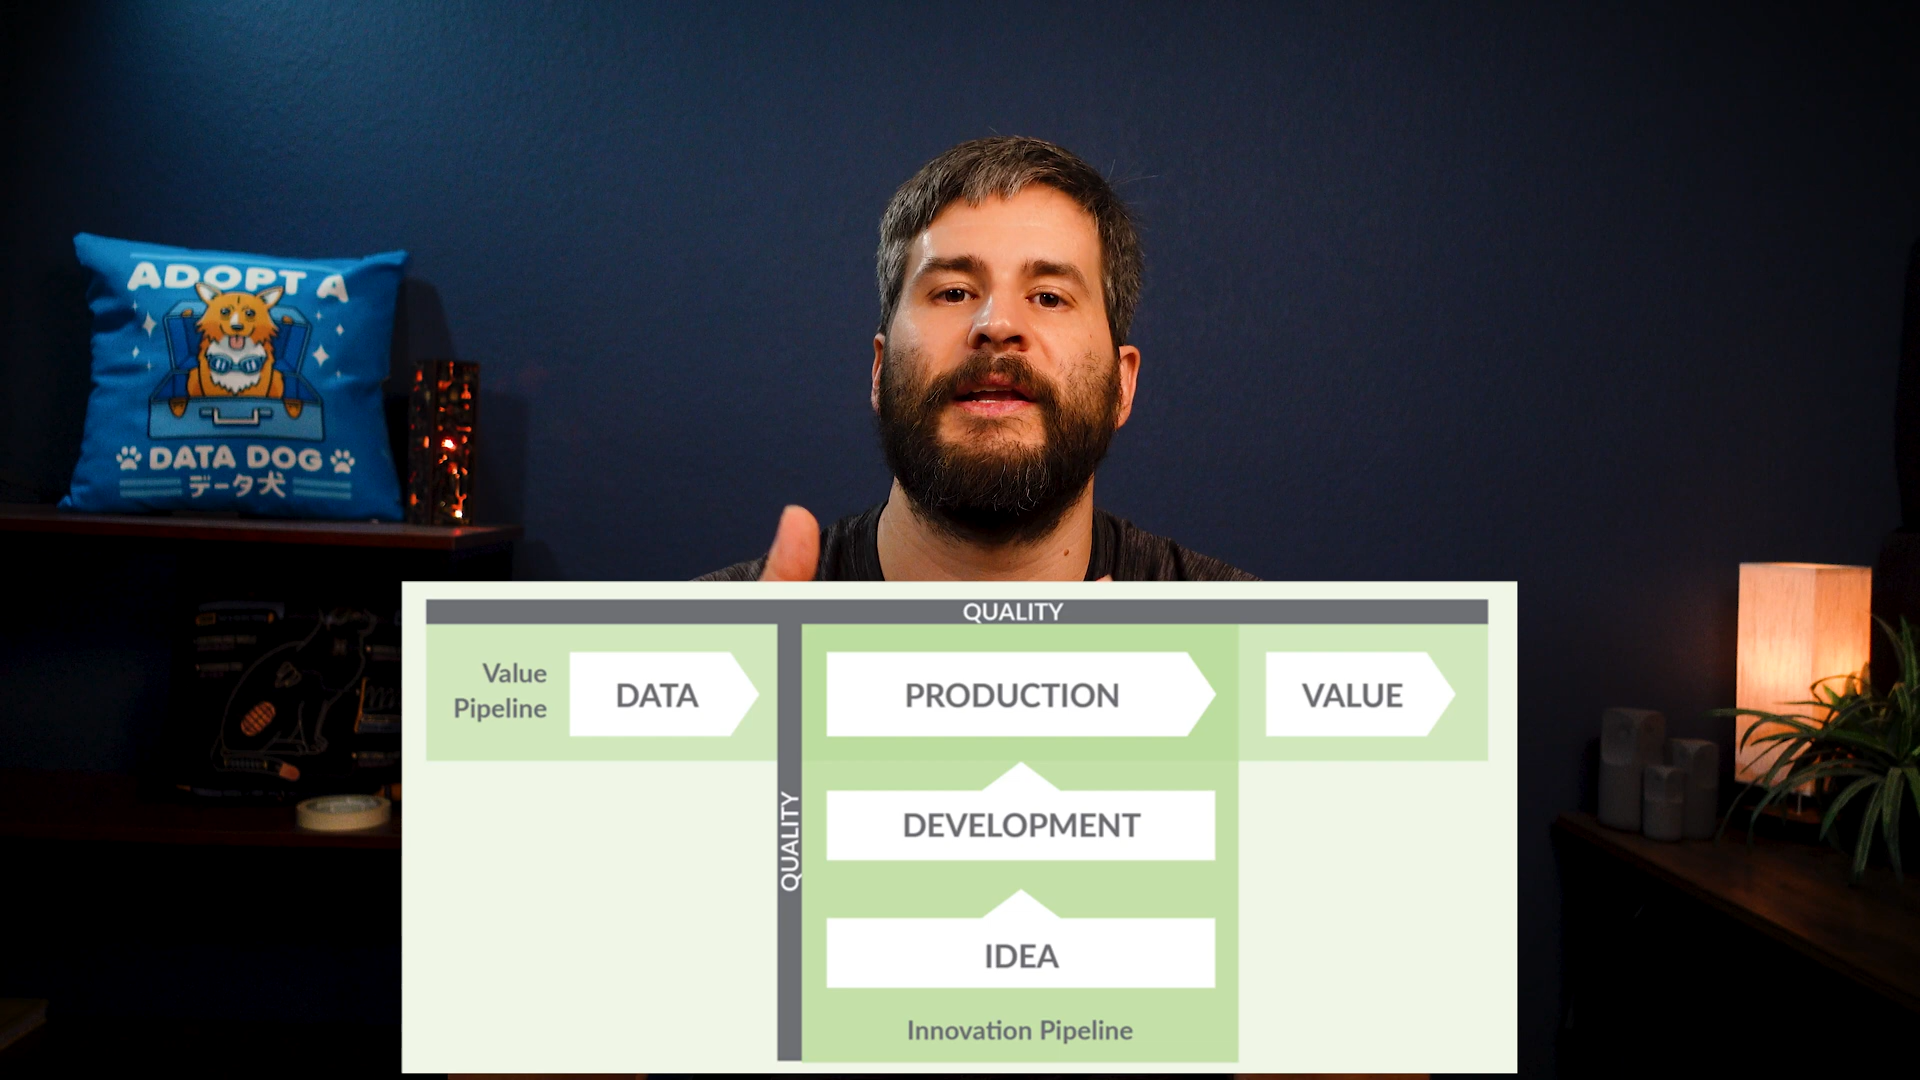 ADOPT A
DATA DOG
データ犬
QUALITY
Value
Pipeline
DATA
PRODUCTION
VALUE
QUALITY
DEVELOPMENT
IDEA
Innovation Pipeline